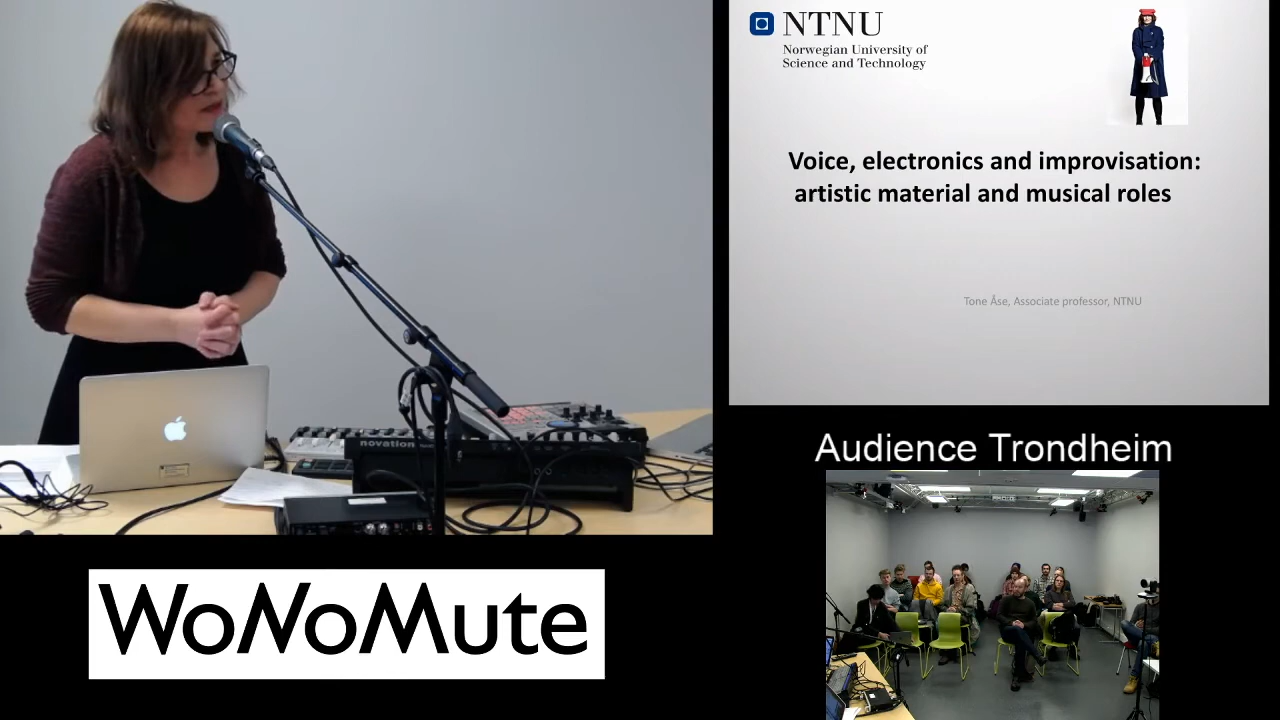 NTNU
Norwegian University of
Science and Technology
Voice, electronics and improvisation:
artistic material and musical roles
Tone Åse, Associate professor, NTNU
novation
Audience Trondheim
WoNoMute